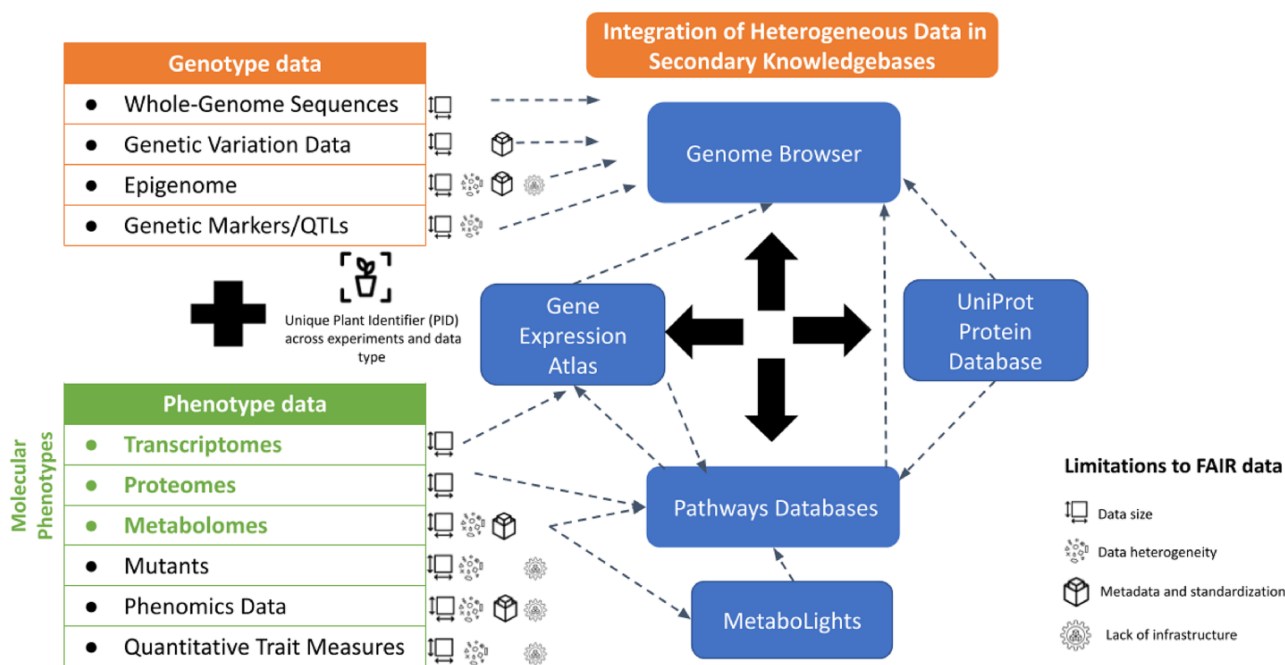 Integration of Heterogeneous Data in
Secondary Knowledgebases
Genotype data
● Whole-Genome Sequences
● Genetic Variation Data
● Epigenome
● Genetic Markers/QTLs
Unique Plant Identifier (PID)
across experiments and data
type
Phenotype data
Molecular
Phenotypes
● Transcriptomes
● Proteomes
● Metabolomes
● Mutants
● Phenomics Data
● Quantitative Trait Measures
Genome Browser
Gene
Expression
Atlas
UniProt
Protein
Database
Pathways Databases
MetaboLights
Limitations to FAIR data
Data size
Data heterogeneity
Metadata and standardization
Lack of infrastructure